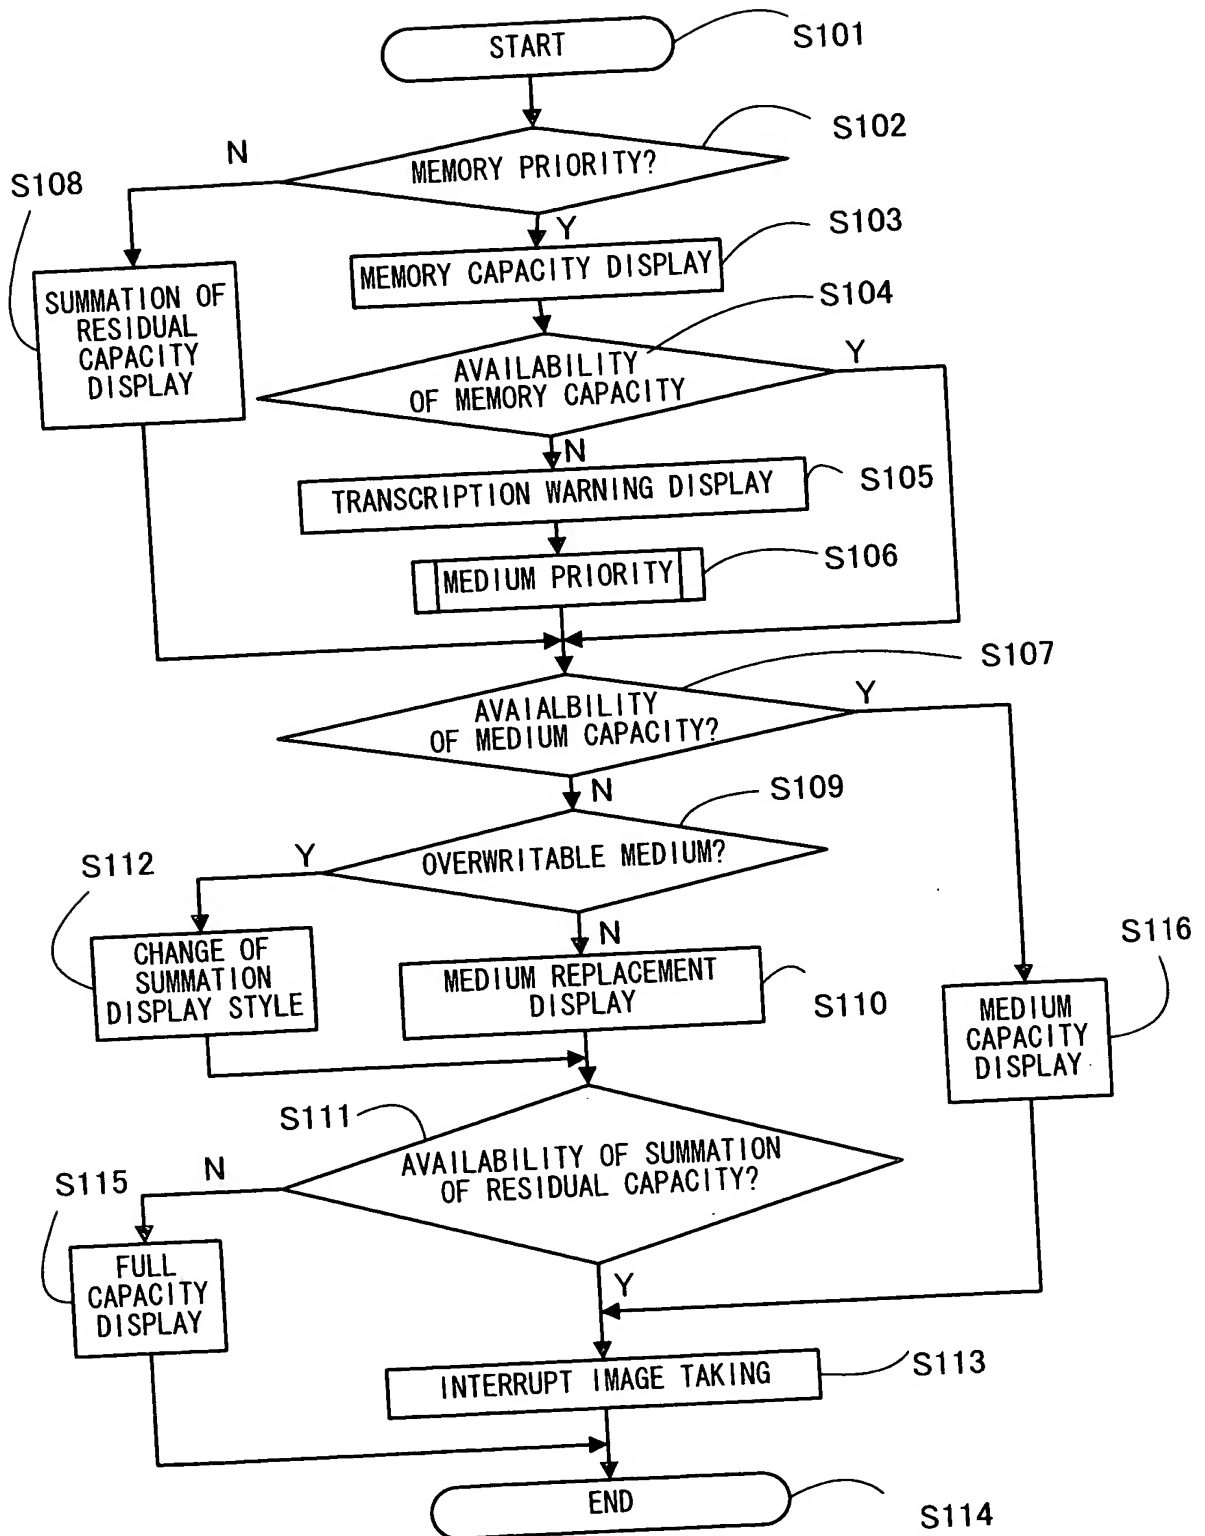 START
S101
S102
N
MEMORY PRIORITY?
S108
Y
S103
MEMORY CAPACITY DISPLAY
SUMMATION OF
RESIDUAL
CAPACITY
DISPLAY
S104
AVAILABILITY
OF MEMORY CAPACITY
Y
N
TRANSCRIPTION WARNING DISPLAY
S105
MEDIUM PRIORITY
S106
S107
AVAIALBILITY
OF MEDIUM CAPACITY?
Y
N
S109
OVERWRITABLE MEDIUM?
Y
S112
N
CHANGE OF
SUMMATION
DISPLAY STYLE
MEDIUM REPLACEMENT
DISPLAY
S110
S116
MEDIUM
CAPACITY
DISPLAY
S111
AVAILABILITY OF SUMMATION
OF RESIDUAL CAPACITY?
N
S115
Y
FULL
CAPACITY
DISPLAY
INTERRUPT IMAGE TAKING
S113
END
S114